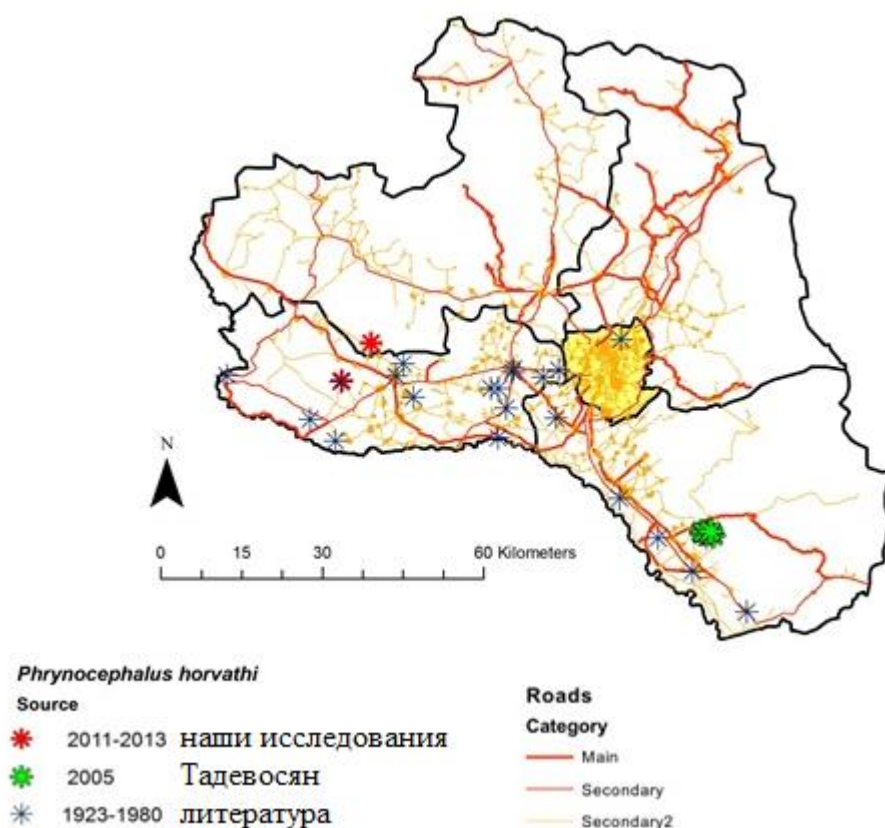 N
0 15 30 60 Kilometers
Phrynocephalus horvathi
Source
2011-2013 наши исследования
2005 Тадевосян
1923-1980 литература
Roads
Category
Main
Secondary
Secondary2